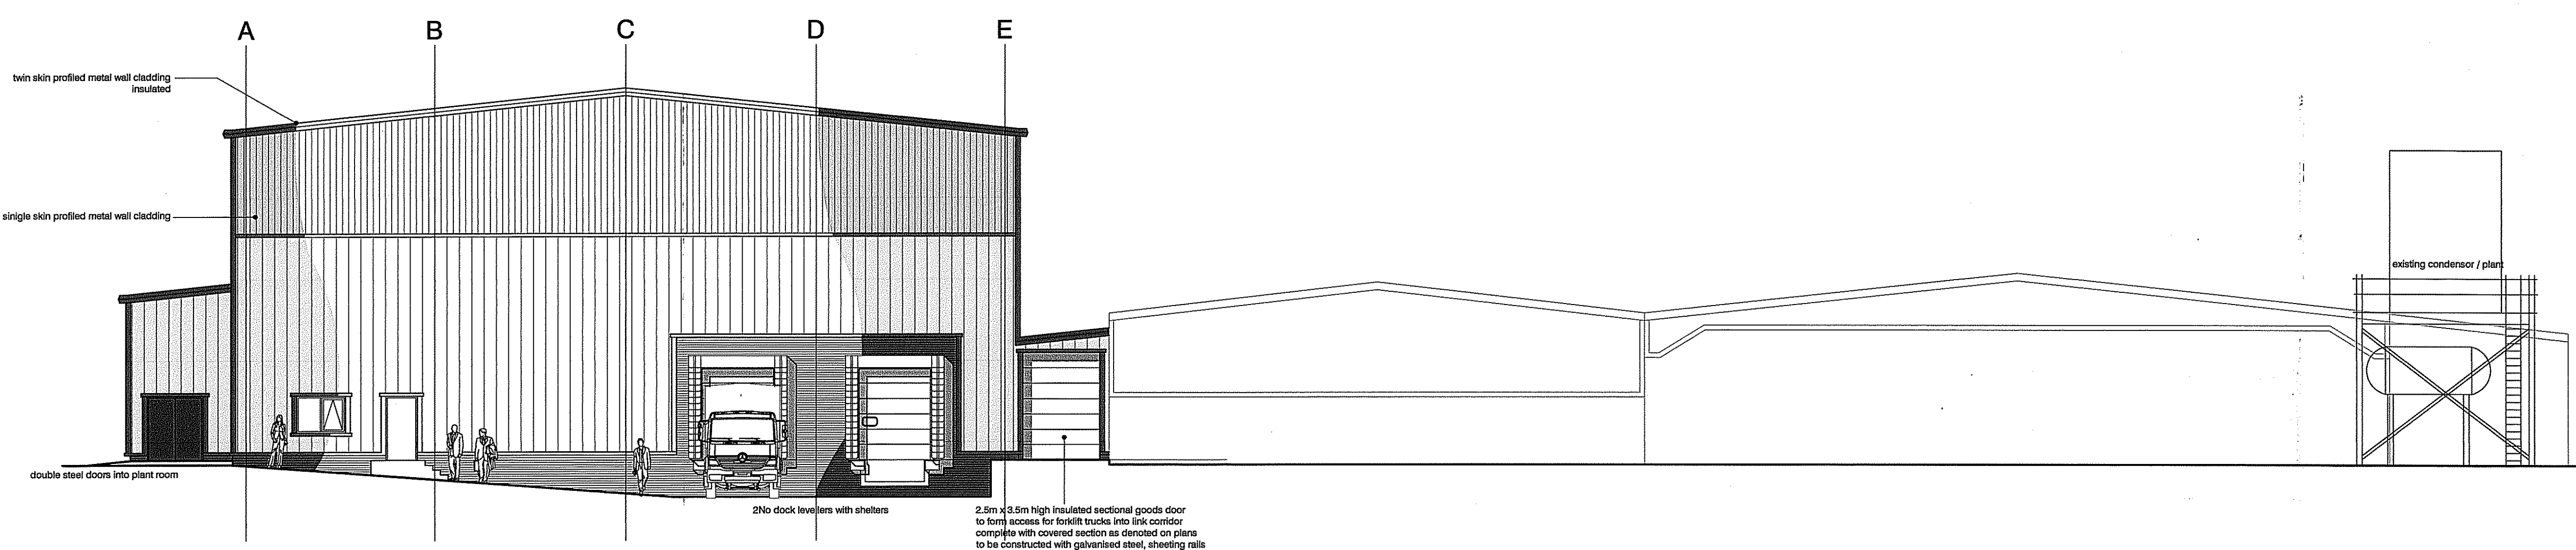 A
B
C
D
E
twin skin profiled metal wall cladding
insulated
sinigle skin profiled metal wall cladding
existing condensor / plant
double steel doors into plant room
2No dock levellers with shelters
2.5m x 3.5m high insulated sectional goods door
to form access for forklift trucks into link corridor
complete with covered section as denoted on plans
to be constructed with galvanised steel, sheeting rails